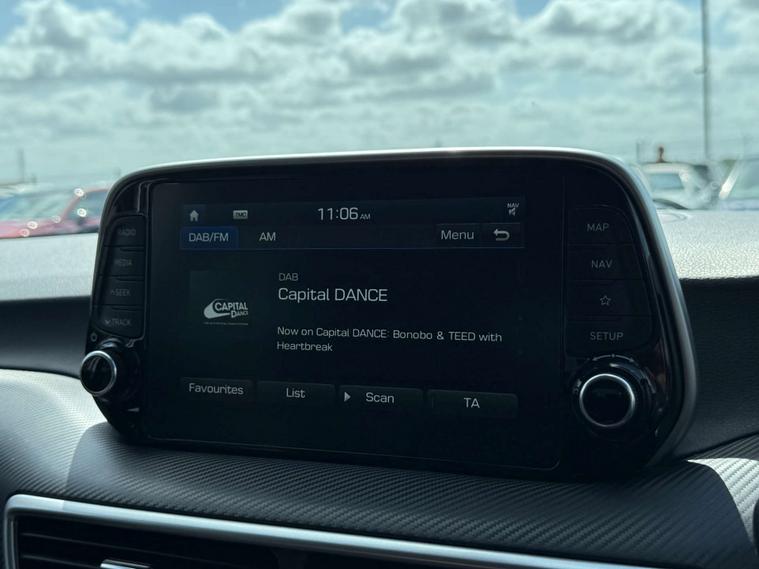 NAV
TMC
11:06 AM
DAB/FM
AM
Menu
RADIO
MEDIA
SEEK
TRACK
MAP
NAV
SETUP
DAB
Capital DANCE
CAPITAL
DANCE
Now on Capital DANCE: Bonobo & TEED with
Heartbreak
Favourites
List
Scan
TA